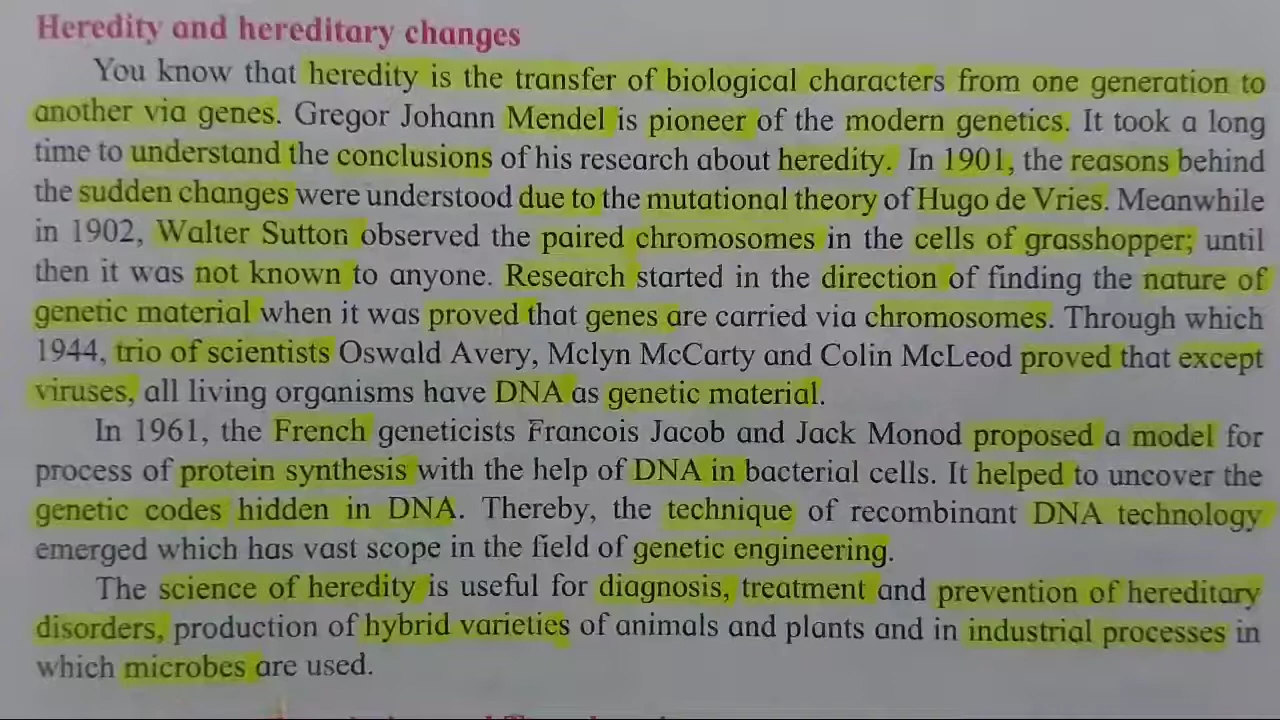 Heredity and hereditary changes
You know that heredity is the transfer of biological characters from one generation to
another via genes. Gregor Johann Mendel is pioneer of the modern genetics. It took a long
time to understand the conclusions of his research about heredity. In 1901, the reasons behind
the sudden changes were understood due to the mutational theory of Hugo de Vries. Meanwhile
in 1902, Walter Sutton observed the paired chromosomes in the cells of grasshopper; until
then it was not known to anyone. Research started in the direction of finding the nature of
genetic material when it was proved that genes are carried via chromosomes. Through which
1944, trio of scientists Oswald Avery, Mclyn McCarty and Colin McLeod proved that except
viruses, all living organisms have DNA as genetic material.
In 1961, the French geneticists Francois Jacob and Jack Monod proposed a model for
process of protein synthesis with the help of DNA in bacterial cells. It helped to uncover the
genetic codes hidden in DNA. Thereby, the technique of recombinant DNA technology
emerged which has vast scope in the field of genetic engineering.
The science of heredity is useful for diagnosis, treatment and prevention of hereditary
disorders, production of hybrid varieties of animals and plants and in industrial processes in
which microbes are used.